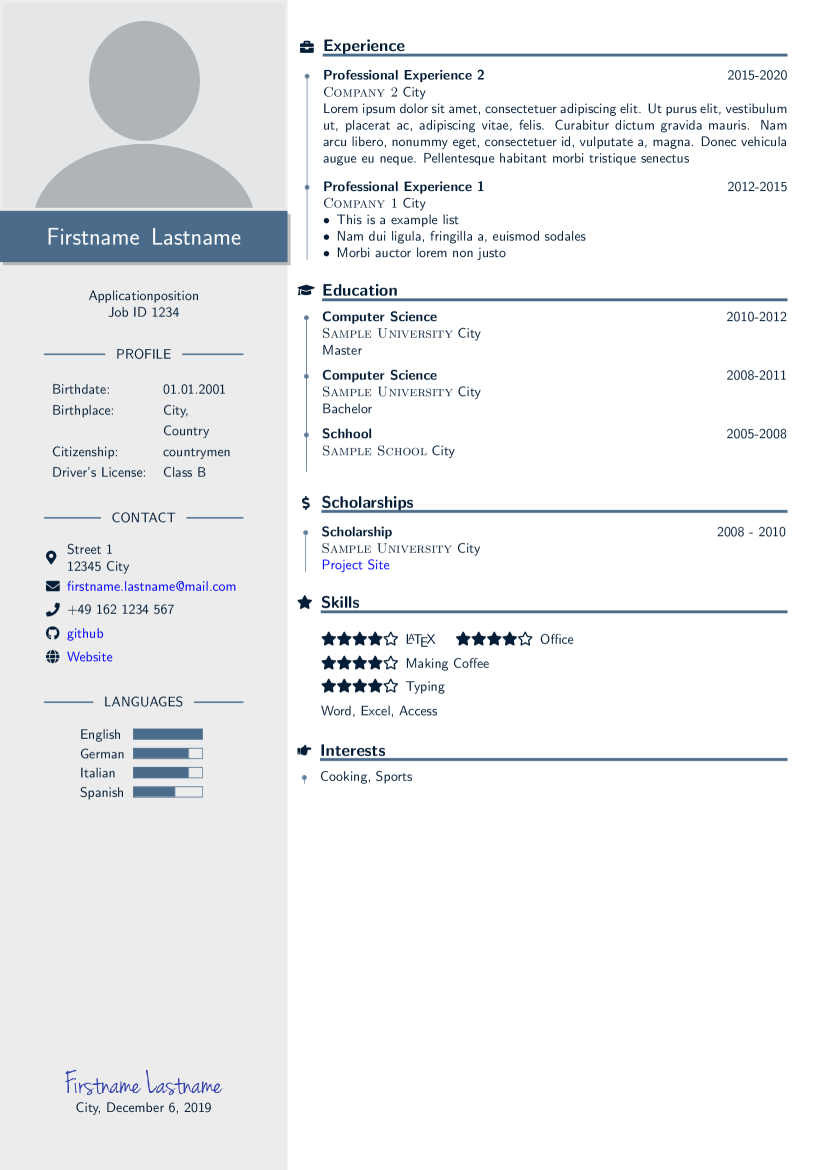 Firstname Lastname
Applicationposition
Job ID 1234
PROFILE
Birthdate: 01.01.2001
Birthplace: City,
Country
Citizenship: countrymen
Driver's License: Class B
CONTACT
Street 1
12345 City
firstname.lastname@mail.com
+49 162 1234 567
github
Website
LANGUAGES
English
German
Italian
Spanish
Firstname Lastname
City, December 6, 2019
Experience
Professional Experience 2 2015-2020
Company 2 City
Lorem ipsum dolor sit amet, consectetuer adipiscing elit. Ut purus elit, vestibulum
ut, placerat ac, adipiscing vitae, felis. Curabitur dictum gravida mauris. Nam
arcu libero, nonummy eget, consectetuer id, vulputate a, magna. Donec vehicula
augue eu neque. Pellentesque habitant morbi tristique senectus
Professional Experience 1 2012-2015
Company 1 City
• This is a example list
• Nam dui ligula, fringilla a, euismod sodales
• Morbi auctor lorem non justo
Education
Computer Science 2010-2012
Sample University City
Master
Computer Science 2008-2011
Sample University City
Bachelor
Schhool 2005-2008
Sample School City
$ Scholarships
Scholarship 2008 - 2010
Sample University City
Project Site
Skills
★★★★☆ LATEX ★★★★☆ Office
★★★★☆ Making Coffee
★★★★☆ Typing
Word, Excel, Access
Interests
Cooking, Sports